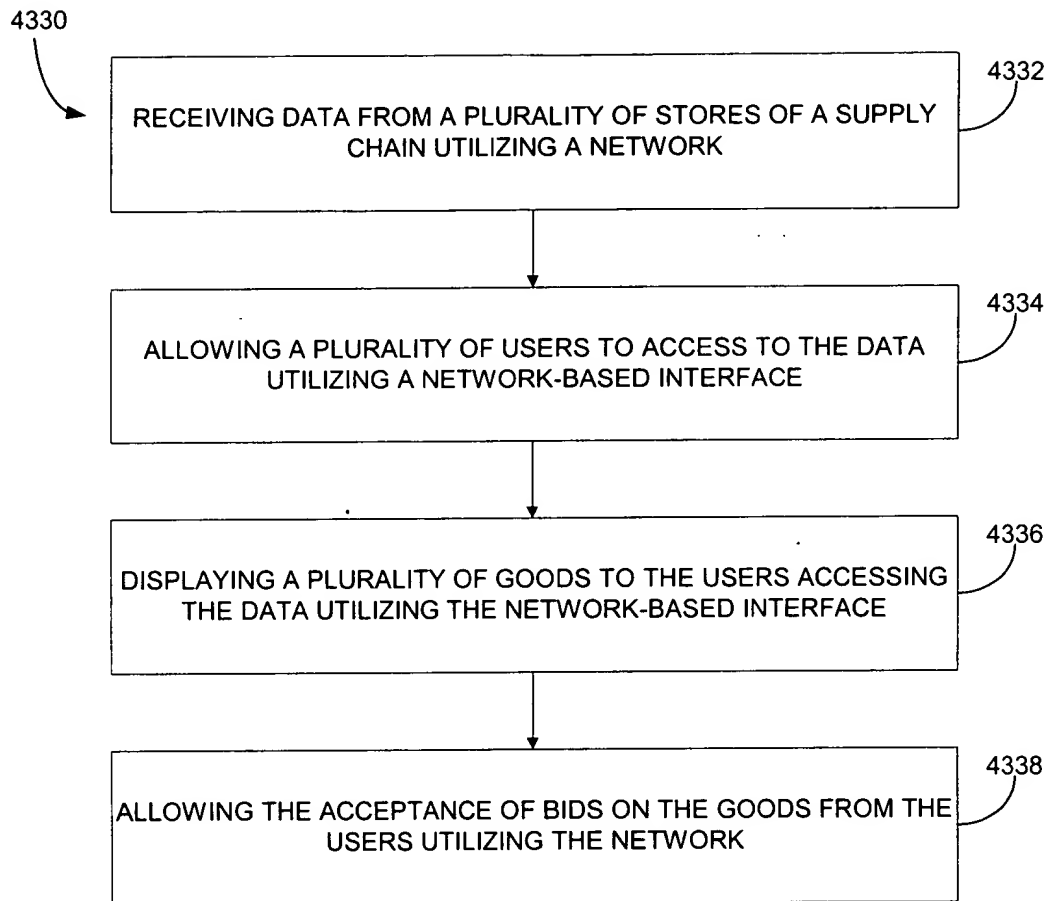 4330
4332
RECEIVING DATA FROM A PLURALITY OF STORES OF A SUPPLY
CHAIN UTILIZING A NETWORK
4334
ALLOWING A PLURALITY OF USERS TO ACCESS TO THE DATA
UTILIZING A NETWORK-BASED INTERFACE
4336
DISPLAYING A PLURALITY OF GOODS TO THE USERS ACCESSING
THE DATA UTILIZING THE NETWORK-BASED INTERFACE
4338
ALLOWING THE ACCEPTANCE OF BIDS ON THE GOODS FROM THE
USERS UTILIZING THE NETWORK